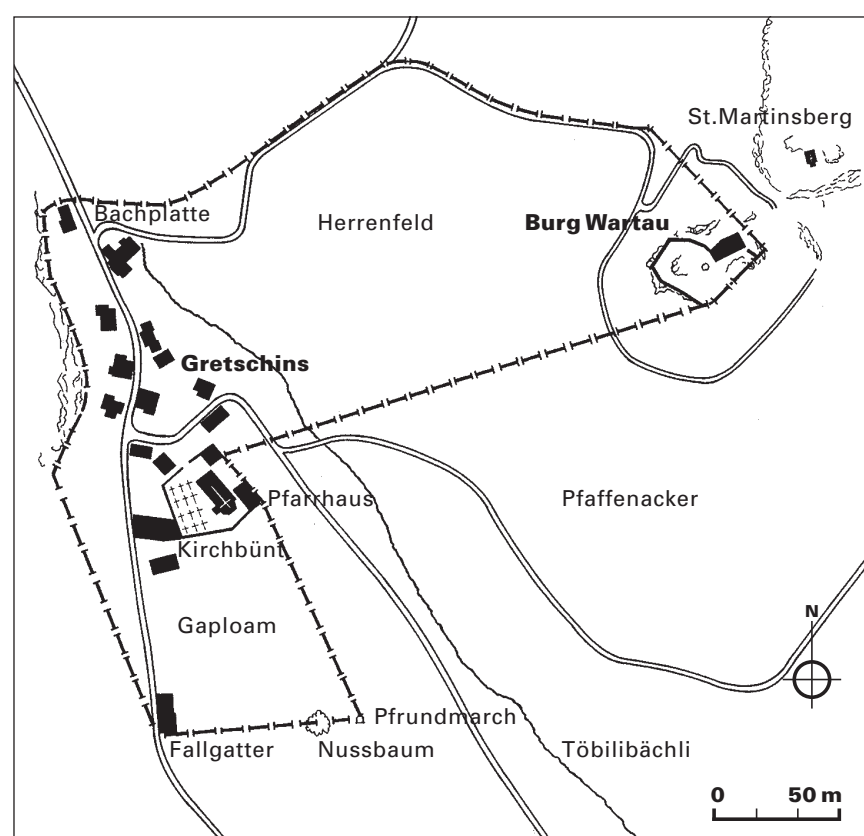 St.Martinsberg
Bachplatte
Herrenfeld
Burg Wartau
Gretschins
Pfarrhaus
Pfaffenacker
Kirchbünt
N
Gaploam
Pfrundmarch
Fallgatter
Nussbaum
Töbilibächli
0
50 m